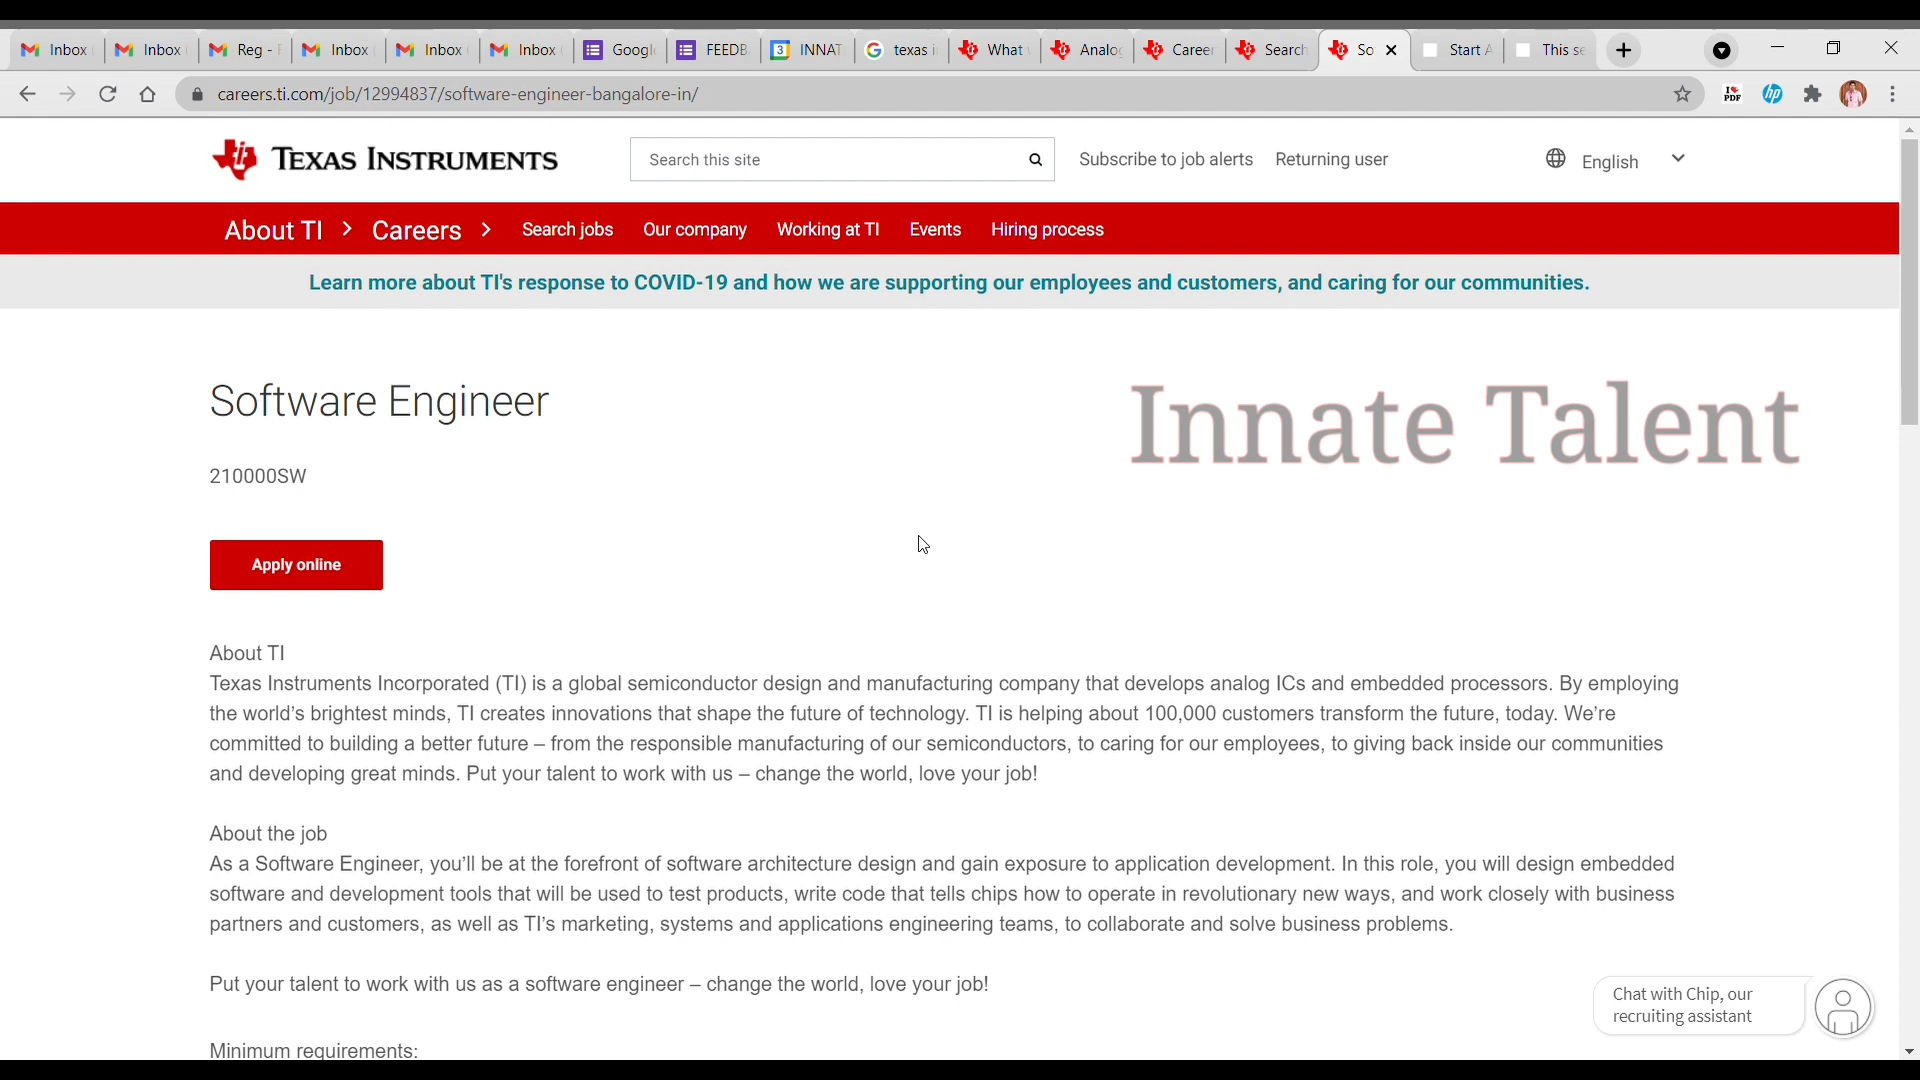 Inbox Inbox Reg - Inbox Inbox Inbox Googl FEEDB INNAT texas i What Analog Career Search So Start A This se
careers.ti.com/job/12994837/software-engineer-bangalore-in/
I PDF
hp
TEXAS INSTRUMENTS
Search this site
Subscribe to job alerts
Returning user
English
About TI
Careers
Search jobs
Our company
Working at TI
Events
Hiring process
Learn more about TI's response to COVID-19 and how we are supporting our employees and customers, and caring for our communities.
Software Engineer
Innate Talent
210000SW
Apply online
About TI
Texas Instruments Incorporated (TI) is a global semiconductor design and manufacturing company that develops analog ICs and embedded processors. By employing
the world’s brightest minds, TI creates innovations that shape the future of technology. TI is helping about 100,000 customers transform the future, today. We’re
committed to building a better future – from the responsible manufacturing of our semiconductors, to caring for our employees, to giving back inside our communities
and developing great minds. Put your talent to work with us – change the world, love your job!
About the job
As a Software Engineer, you’ll be at the forefront of software architecture design and gain exposure to application development. In this role, you will design embedded
software and development tools that will be used to test products, write code that tells chips how to operate in revolutionary new ways, and work closely with business
partners and customers, as well as TI’s marketing, systems and applications engineering teams, to collaborate and solve business problems.
Put your talent to work with us as a software engineer – change the world, love your job!
Chat with Chip, our
recruiting assistant
Minimum requirements: